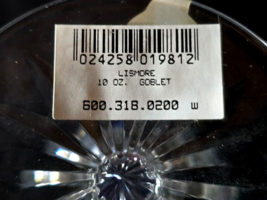 024258 019812
LISMORE
10 OZ. GOBLET
600.318.0200 w